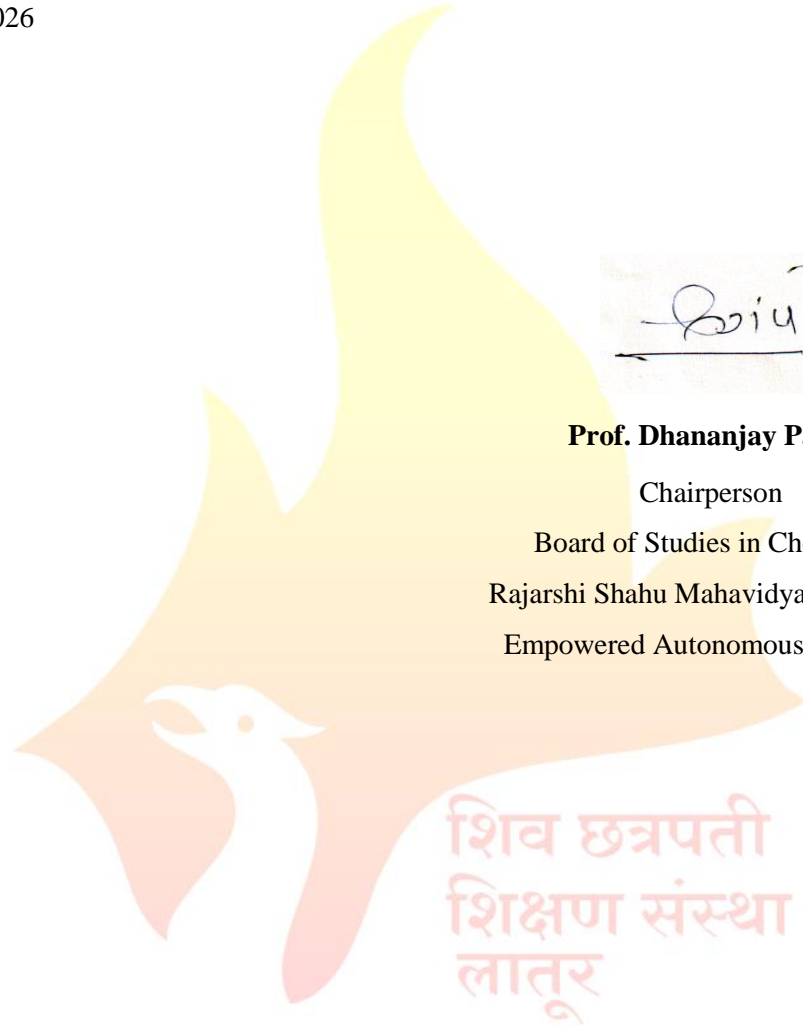 026
Prof. Dhananjay P.
Chairperson
Board of Studies in Ch
Rajarshi Shahu Mahavidya
Empowered Autonomous
शिव छत्रपती
शिक्षण संस्था
लातूर